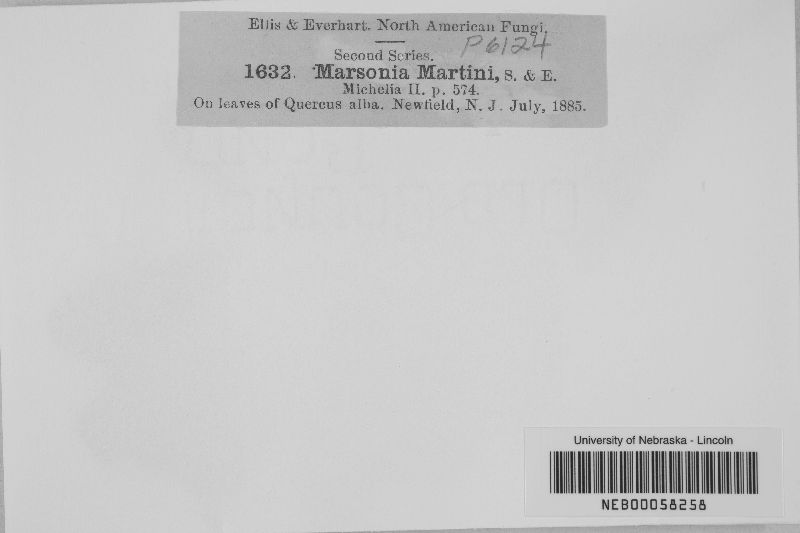 Ellis & Everhart. North American Fungi.
P6124
Second Series.
1632. Marsonia Martini, S. & E.
Michelia II. p. 574.
On leaves of Quercus alba. Newfield, N. J. July, 1885.
University of Nebraska - Lincoln
NEB00058258